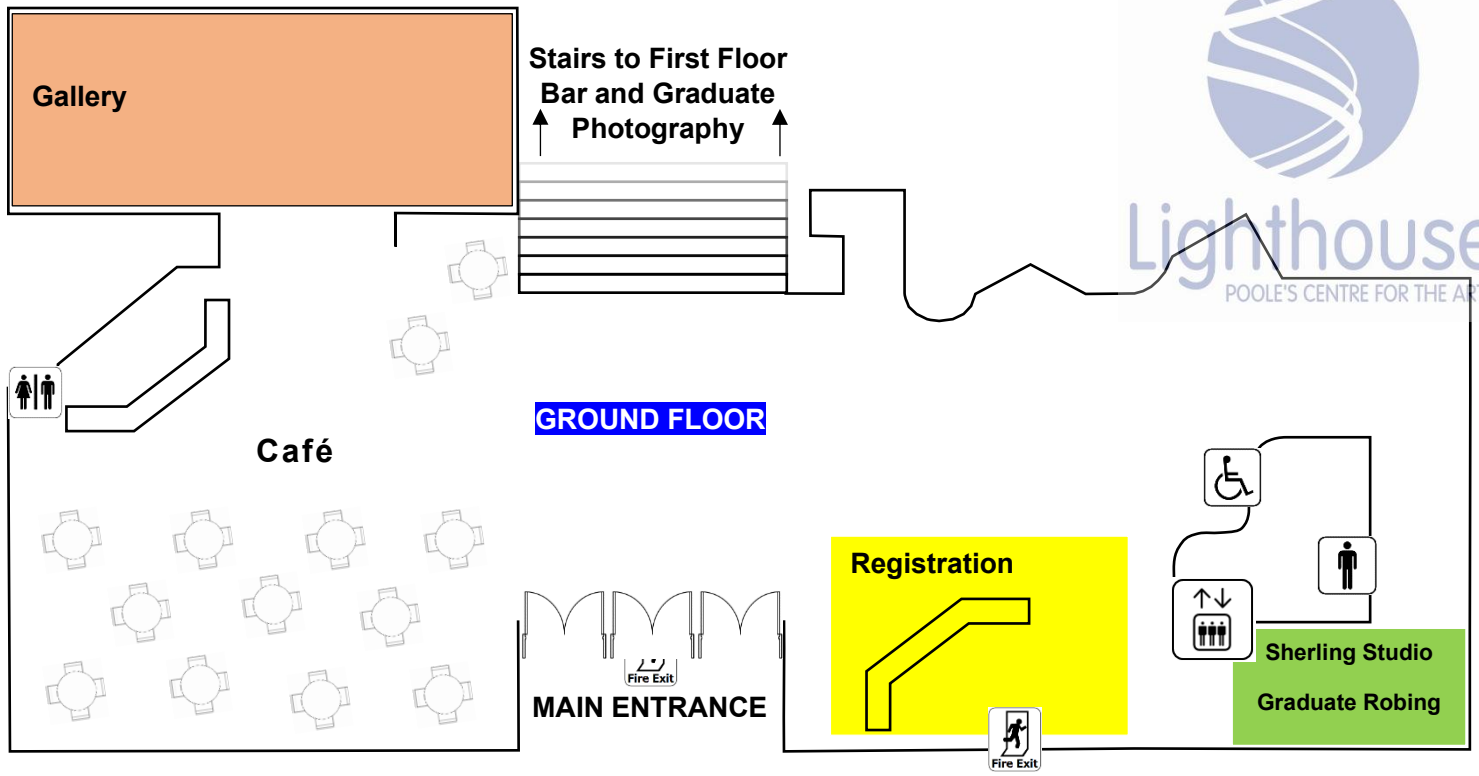 Gallery
Stairs to First Floor
Bar and Graduate
Photography
Lighthouse
POOLE'S CENTRE FOR THE AR
GROUND FLOOR
Café
Registration
Sherling Studio
Graduate Robing
Fire Exit
MAIN ENTRANCE
Fire Exit